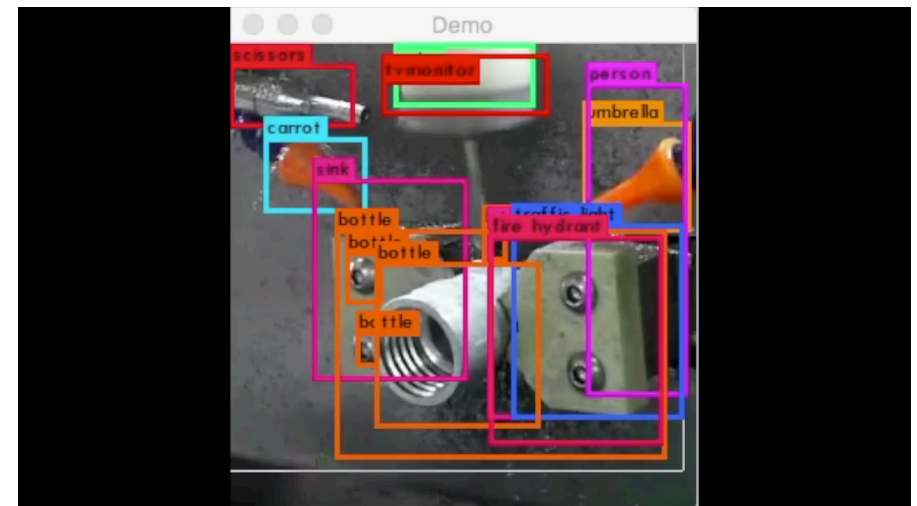 Demo
scissors
tvmonitor
person
umbrella
carrot
sink
bottle
traffic light
fire hydrant
bottle
bottle
bottle